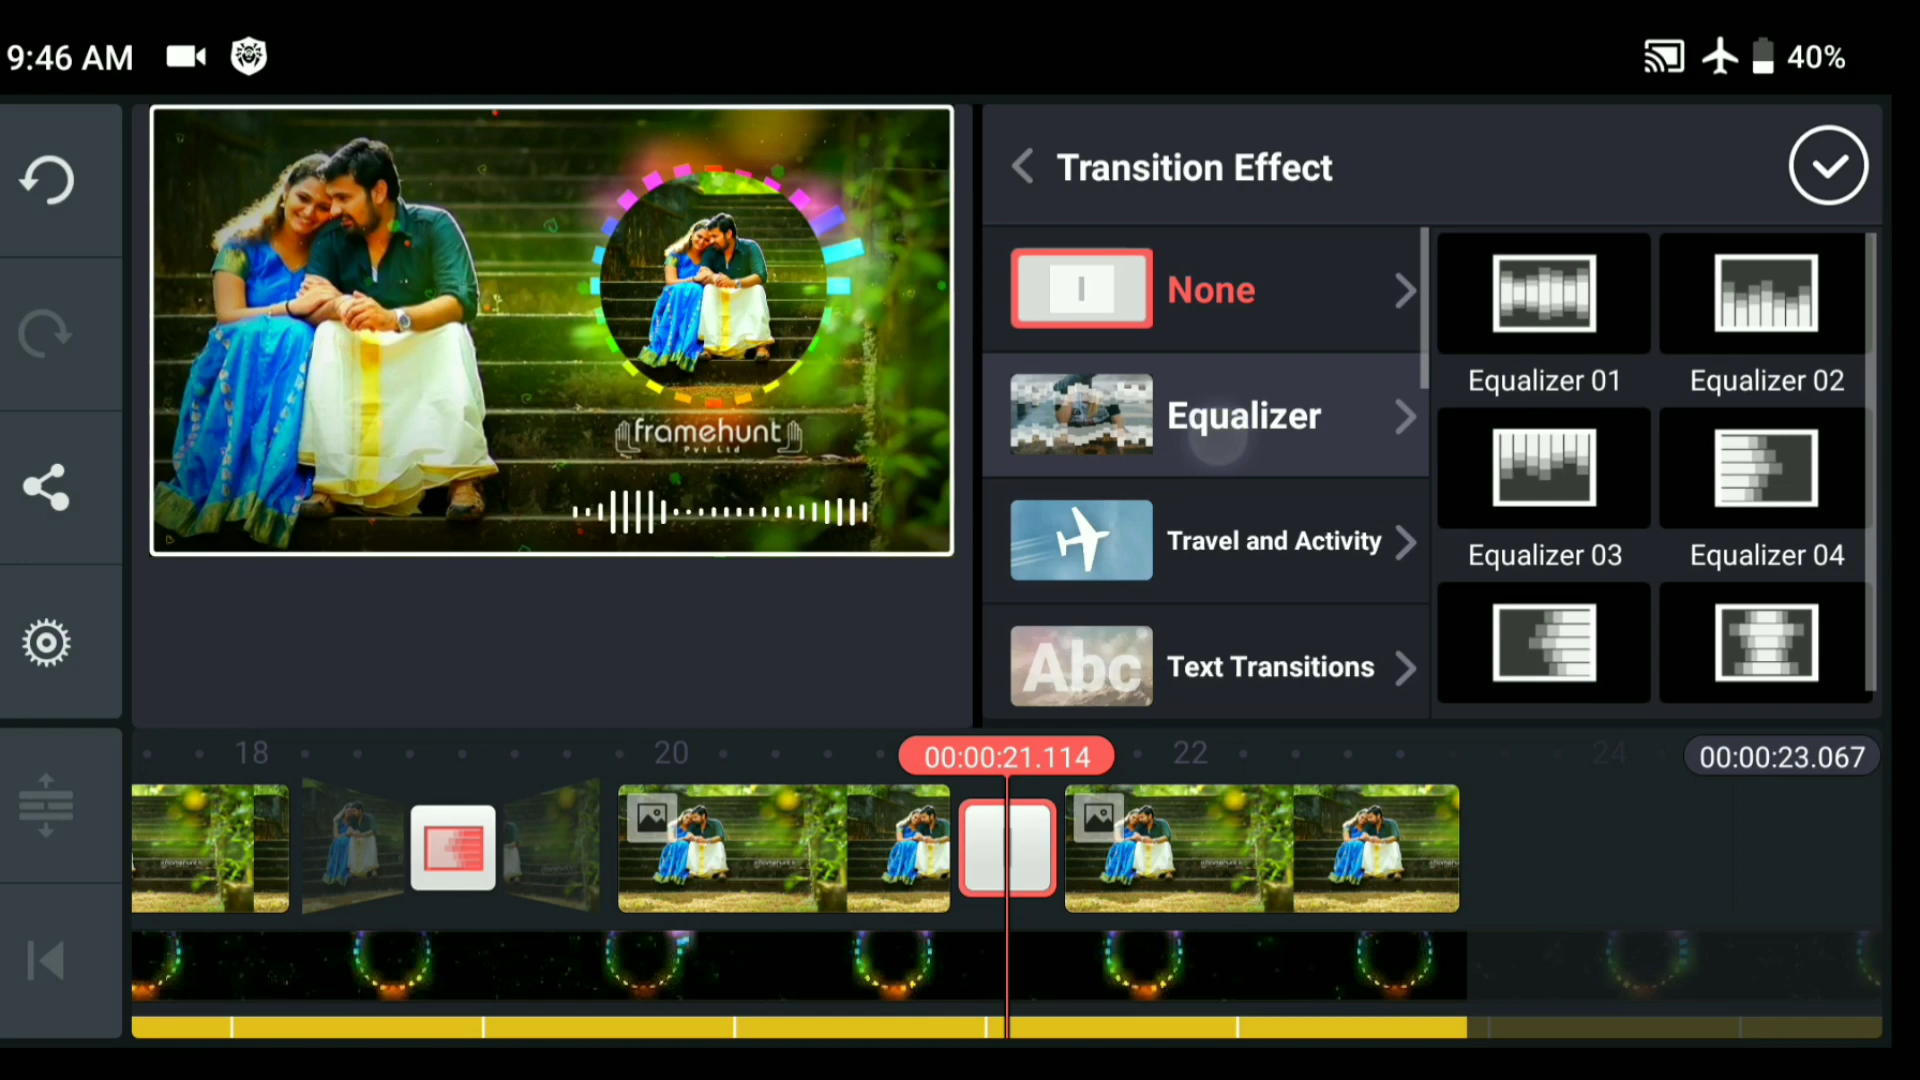 9:46 AM
40%
Transition Effect
None
Equalizer
Travel and Activity
Abc
Text Transitions
Equalizer 01
Equalizer 02
Equalizer 03
Equalizer 04
framehunt
Pvt Ltd
18
20
00:00:21.114
22
24
00:00:23.067